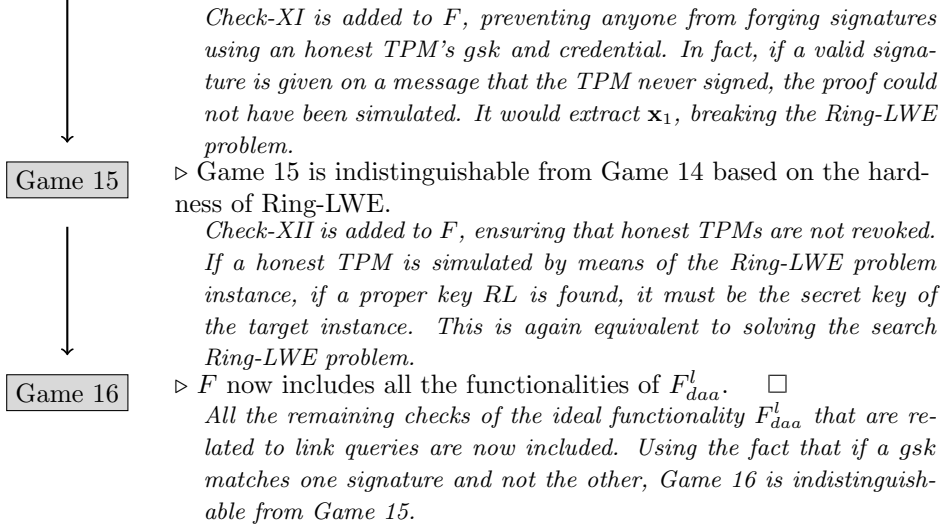 Check-XI is added to F, preventing anyone from forging signatures
using an honest TPM's gsk and credential. In fact, if a valid signa-
ture is given on a message that the TPM never signed, the proof could
not have been simulated. It would extract x₁, breaking the Ring-LWE
problem.
Game 15 ▷ Game 15 is indistinguishable from Game 14 based on the hard-
ness of Ring-LWE.
Check-XII is added to F, ensuring that honest TPMs are not revoked.
If a honest TPM is simulated by means of the Ring-LWE problem
instance, if a proper key RL is found, it must be the secret key of
the target instance. This is again equivalent to solving the search
Ring-LWE problem.
Game 16 ▷ F now includes all the functionalities of F^l_{daa}. □
All the remaining checks of the ideal functionality F^l_{daa} that are re-
lated to link queries are now included. Using the fact that if a gsk
matches one signature and not the other, Game 16 is indistinguish-
able from Game 15.